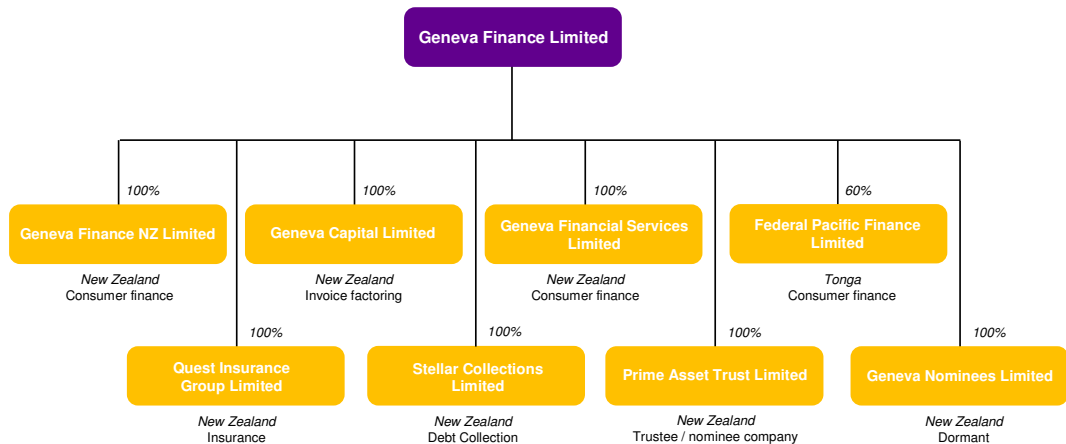 Geneva Finance Limited
100%
100%
100%
60%
Geneva Finance NZ Limited
Geneva Capital Limited
Geneva Financial Services
Limited
Federal Pacific Finance
Limited
New Zealand
Consumer finance
New Zealand
Invoice factoring
New Zealand
Consumer finance
Tonga
Consumer finance
100%
100%
100%
100%
Quest Insurance
Group Limited
Stellar Collections
Limited
Prime Asset Trust Limited
Geneva Nominees Limited
New Zealand
Insurance
New Zealand
Debt Collection
New Zealand
Trustee / nominee company
New Zealand
Dormant